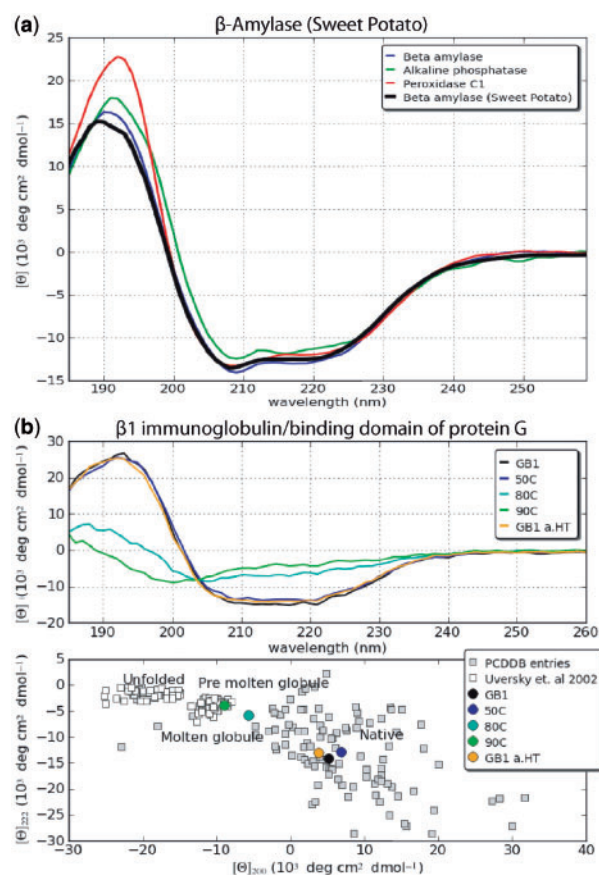 (a) β-Amylase (Sweet Potato)
25
20
15
10
5
0
−5
−10
−15
[Θ] (10³ deg cm² dmol⁻¹)
Beta amylase
Alkaline phosphatase
Peroxidase C1
Beta amylase (Sweet Potato)
190 200 210 220 230 240 250
wavelength (nm)
(b) β1 immunoglobulin/binding domain of protein G
30
20
10
0
−10
−20
[Θ] (10³ deg cm² dmol⁻¹)
GB1
50C
80C
90C
GB1 a.HT
190 200 210 220 230 240 250 260
wavelength (nm)
5
0
−5
−10
−15
−20
−25
−30
[Θ]₂₂₂ (10³ deg cm² dmol⁻¹)
Unfolded
Pre molten globule
Molten globule
Native
PCDDB entries
Uversky et. al 2002
GB1
50C
80C
90C
GB1 a.HT
−30 −20 −10 0 10 20 30 40
[Θ]₂₀₀ (10³ deg cm² dmol⁻¹)